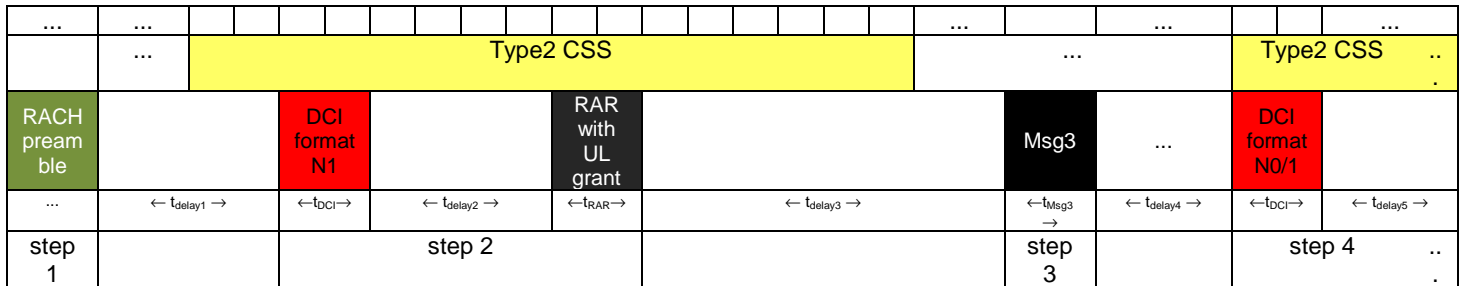 ... ... ... ... ...
... Type2 CSS ... Type2 CSS ..
.
RACH
pream
ble
DCI
format
N1
RAR
with
UL
grant
Msg3
...
DCI
format
N0/1
... ← tdelay1 → ←tDCI→ ← tdelay2 → ←tRAR→ ← tdelay3 → ←tMsg3
→
← tdelay4 → ←tDCI→ ← tdelay5 →
step
1
step 2
step
3
step 4 ..
.